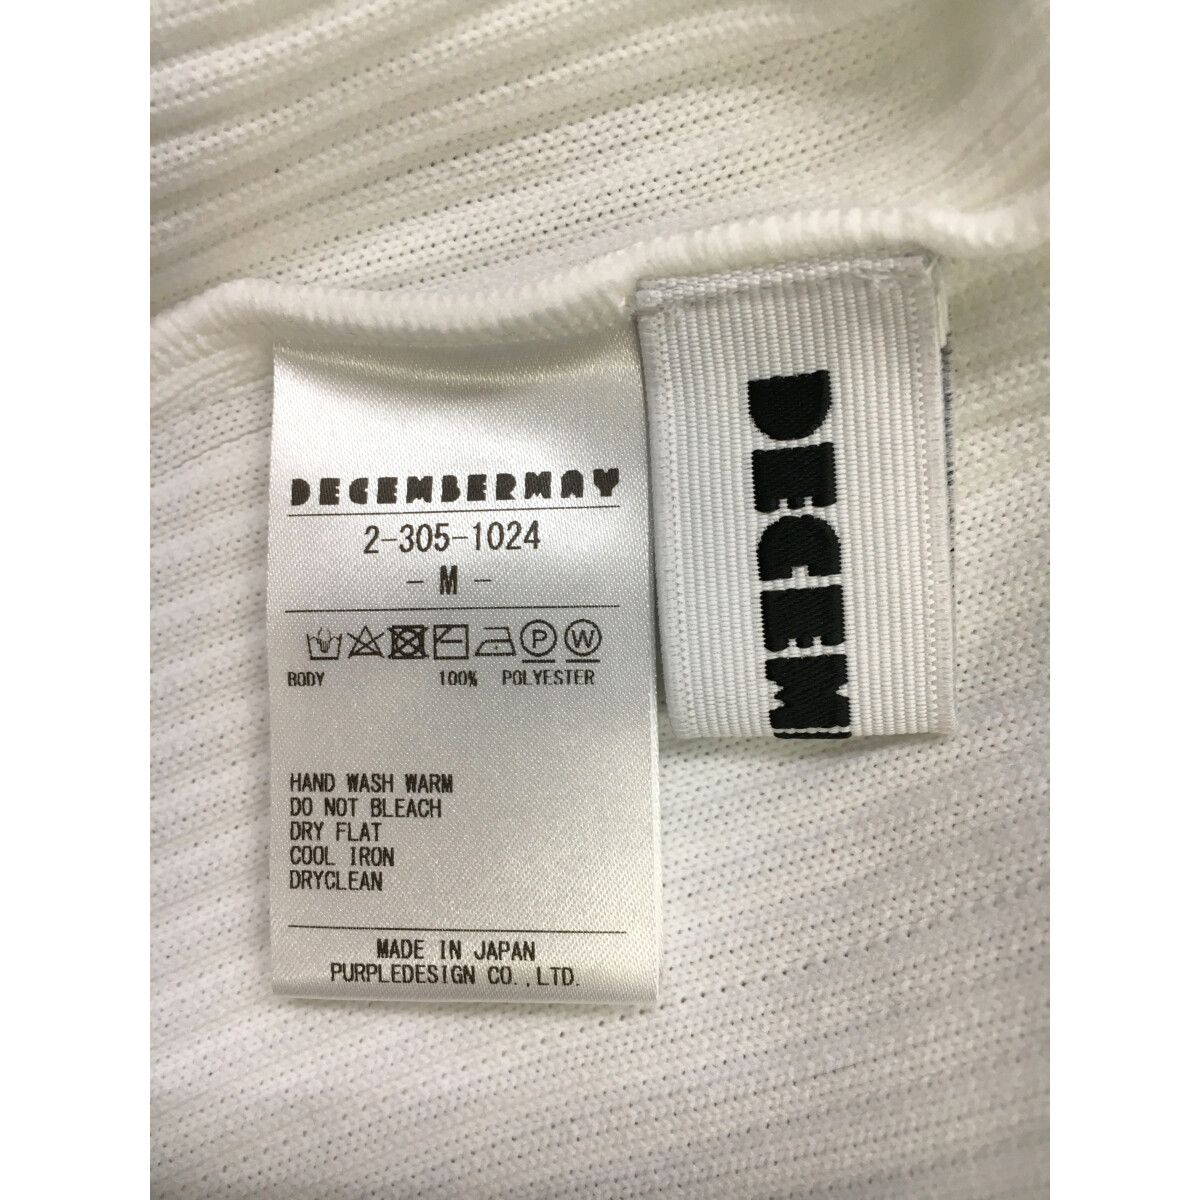 DECEMBERMAY
2-305-1024
- M -
P W
BODY 100% POLYESTER
HAND WASH WARM
DO NOT BLEACH
DRY FLAT
COOL IRON
DRYCLEAN
MADE IN JAPAN
PURPLEDESIGN CO.,LTD.
DECEM